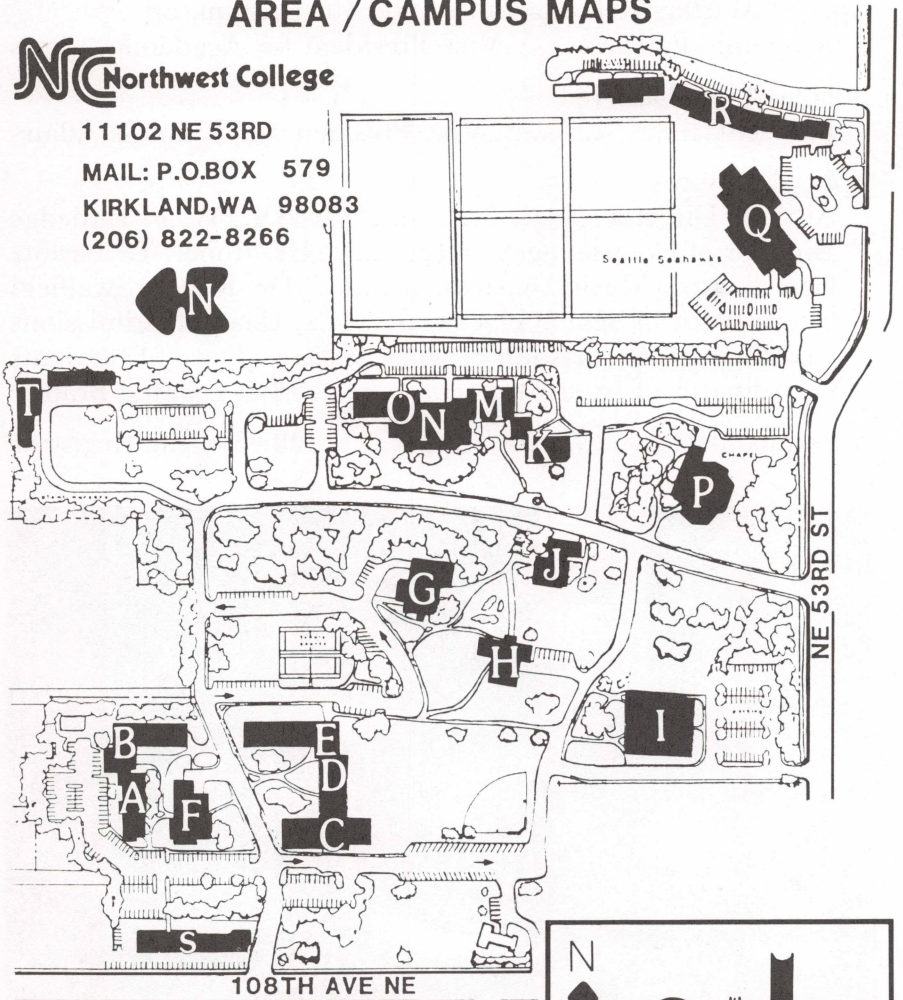 AREA / CAMPUS MAPS
NC Northwest College
11102 NE 53RD
MAIL: P.O.BOX 579
KIRKLAND,WA 98083
(206) 822-8266
N
R
Q
Seattle Seahawks
T
O
N
M
K
CHAPEL
P
NE 53RD ST
G
J
H
I
B
E
D
A
F
C
S
N
108TH AVE NE